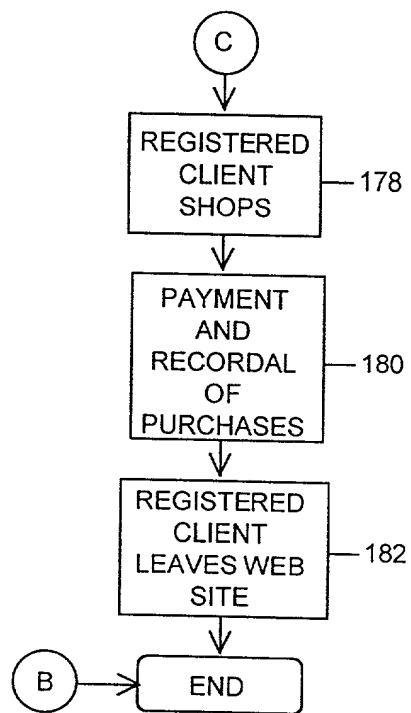 C
REGISTERED
CLIENT
SHOPS
178
PAYMENT
AND
RECORDAL
OF
PURCHASES
180
REGISTERED
CLIENT
LEAVES WEB
SITE
182
B
END